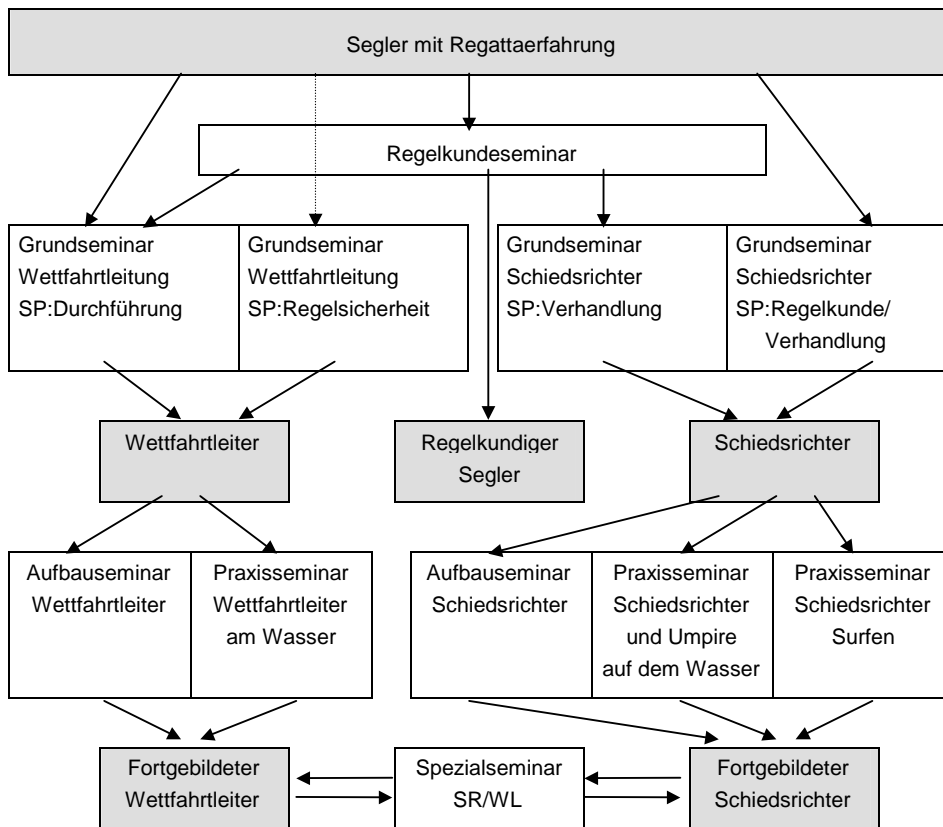 Segler mit Regattaerfahrung
Regelkundeseminar
Grundseminar
Wettfahrtleitung
SP:Durchführung
Grundseminar
Wettfahrtleitung
SP:Regelsicherheit
Grundseminar
Schiedsrichter
SP:Verhandlung
Grundseminar
Schiedsrichter
SP:Regelkunde/
Verhandlung
Wettfahrtleiter
Regelkundiger
Segler
Schiedsrichter
Aufbauseminar
Wettfahrtleiter
Praxisseminar
Wettfahrtleiter
am Wasser
Aufbauseminar
Schiedsrichter
Praxisseminar
Schiedsrichter
und Umpire
auf dem Wasser
Praxisseminar
Schiedsrichter
Surfen
Fortgebildeter
Wettfahrtleiter
Spezialseminar
SR/WL
Fortgebildeter
Schiedsrichter